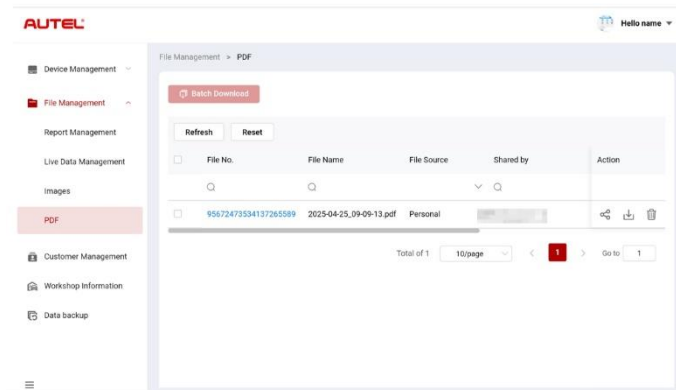 AUTEL
Hello name
Device Management
File Management
Report Management
Live Data Management
Images
PDF
Customer Management
Workshop Information
Data backup
File Management > PDF
Batch Download
Refresh Reset
File No. File Name File Source Shared by Action
95672473534137265589 2025-04-25_09-09-13.pdf Personal
Total of 1 10/page 1 Go to 1